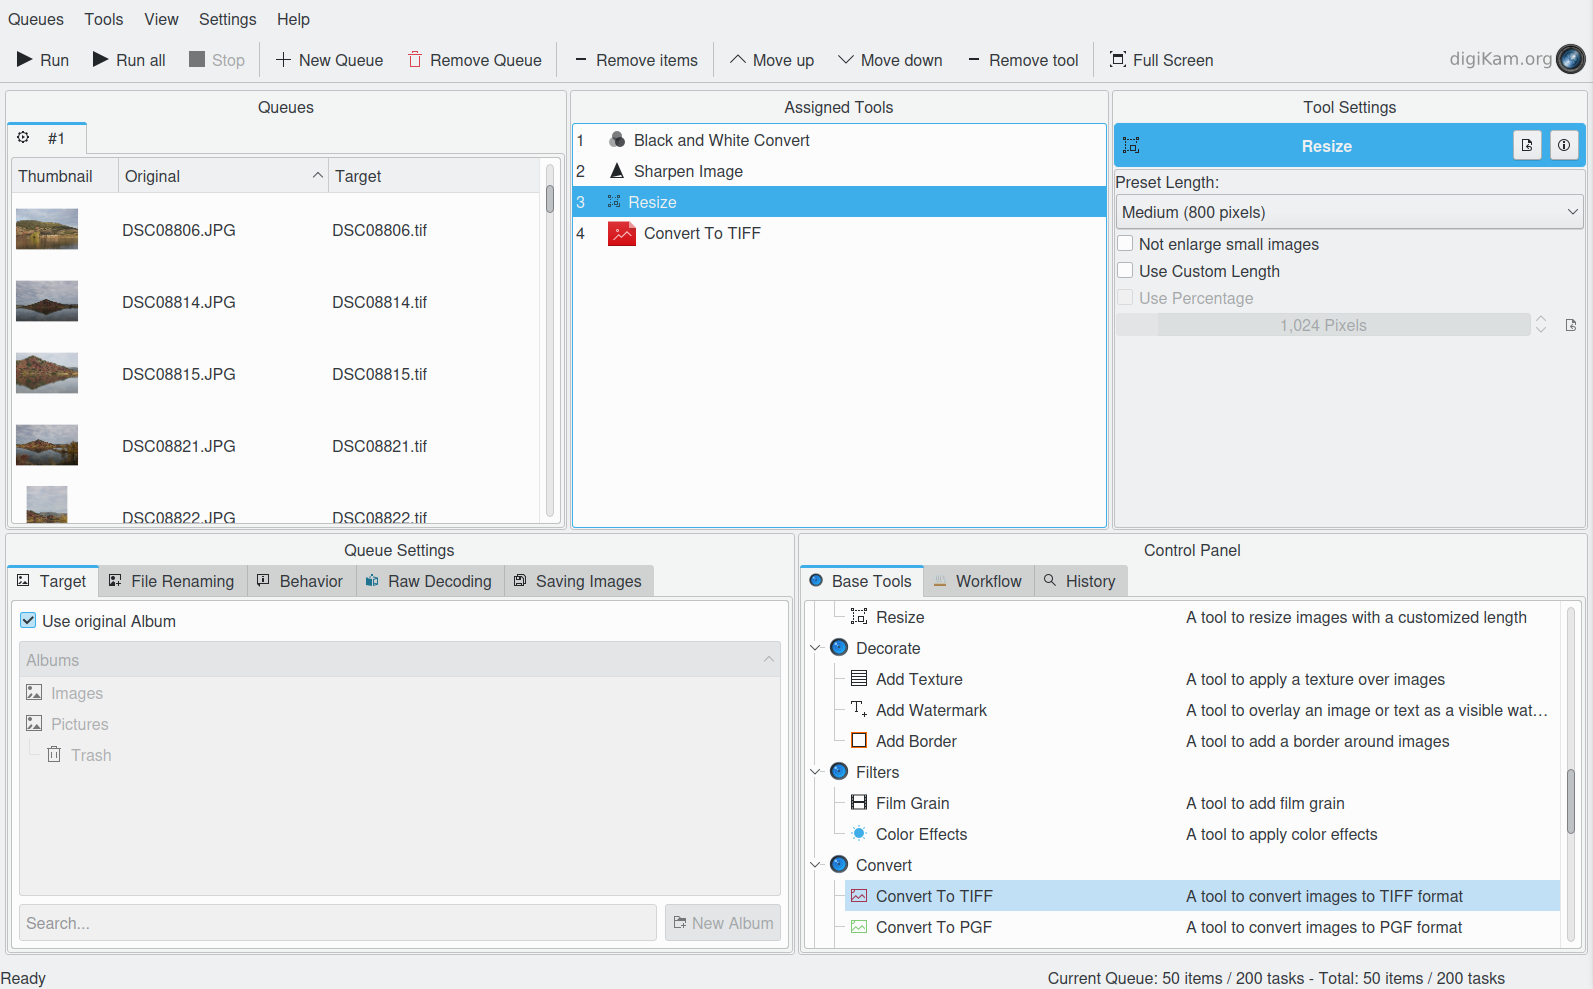 Queues Tools View Settings Help
Run Run all Stop New Queue Remove Queue Remove items Move up Move down Remove tool Full Screen digiKam.org
Queues
#1
Thumbnail Original Target
DSC08806.JPG DSC08806.tif
DSC08814.JPG DSC08814.tif
DSC08815.JPG DSC08815.tif
DSC08821.JPG DSC08821.tif
DSC08822.JPG DSC08822.tif
Assigned Tools
1 Black and White Convert
2 Sharpen Image
3 Resize
4 Convert To TIFF
Tool Settings
Resize
Preset Length:
Medium (800 pixels)
Not enlarge small images
Use Custom Length
Use Percentage
1,024 Pixels
Queue Settings
Target File Renaming Behavior Raw Decoding Saving Images
Use original Album
Albums
Images
Pictures
Trash
Search... New Album
Control Panel
Base Tools Workflow History
Resize A tool to resize images with a customized length
Decorate
Add Texture A tool to apply a texture over images
Add Watermark A tool to overlay an image or text as a visible wat...
Add Border A tool to add a border around images
Filters
Film Grain A tool to add film grain
Color Effects A tool to apply color effects
Convert
Convert To TIFF A tool to convert images to TIFF format
Convert To PGF A tool to convert images to PGF format
Ready Current Queue: 50 items / 200 tasks - Total: 50 items / 200 tasks